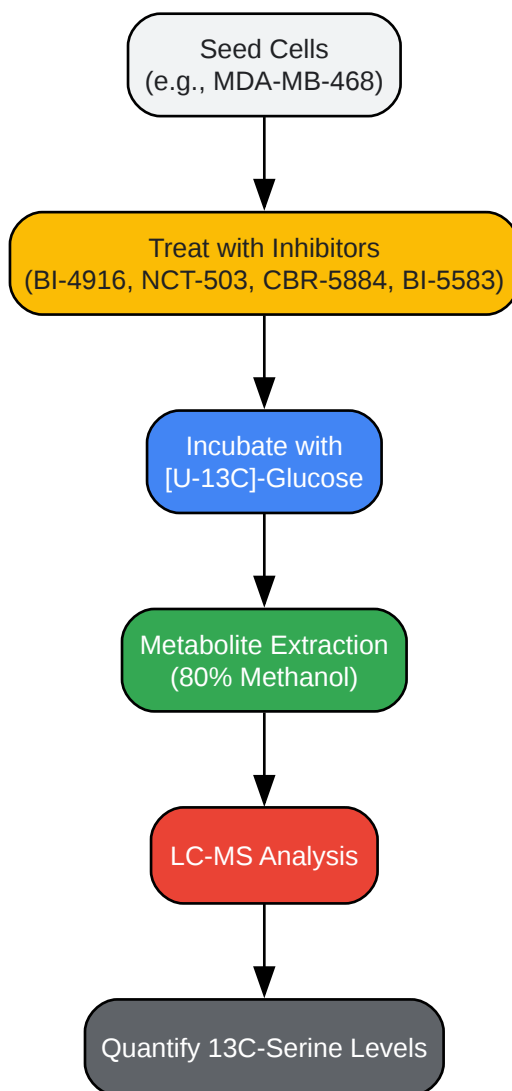 Seed Cells
(e.g., MDA-MB-468)
Treat with Inhibitors
(BI-4916, NCT-503, CBR-5884, BI-5583)
Incubate with
[U-13C]-Glucose
Metabolite Extraction
(80% Methanol)
LC-MS Analysis
Quantify 13C-Serine Levels